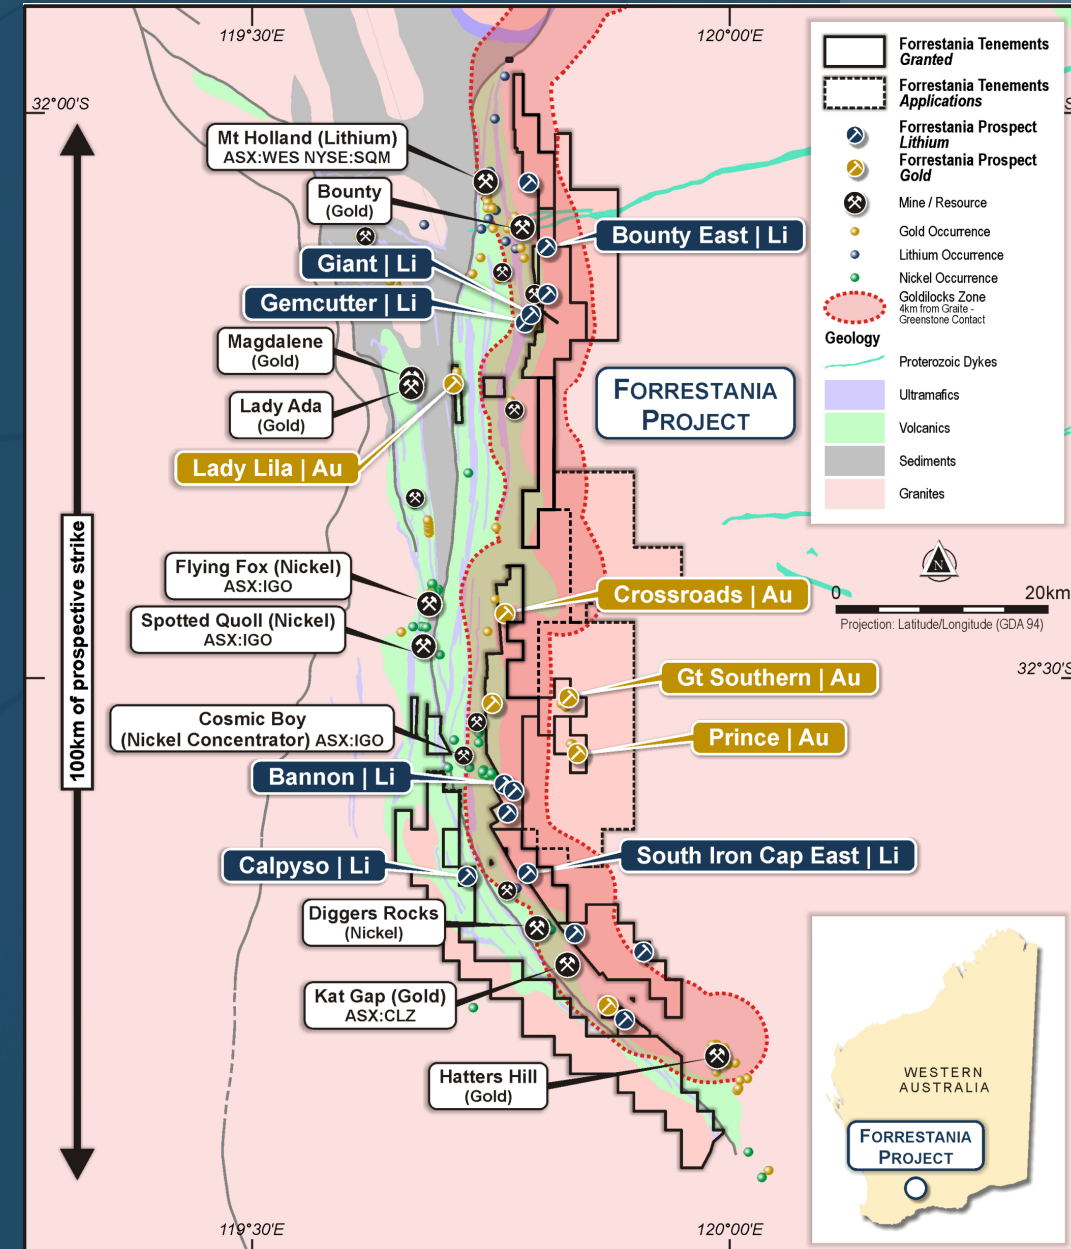 119°30'E
120°00'E
32°00'S
S
Mt Holland (Lithium)
ASX:WES NYSE:SQM
Bounty
(Gold)
Giant | Li
Gemcutter | Li
Bounty East | Li
Magdalene
(Gold)
Lady Ada
(Gold)
Lady Lila | Au
FORRESTANIA
PROJECT
Forrestania Tenements
Granted
Forrestania Tenements
Applications
Forrestania Prospect
Lithium
Forrestania Prospect
Gold
Mine / Resource
Gold Occurrence
Lithium Occurrence
Nickel Occurrence
Goldilocks Zone
4km from Graite -
Greenstone Contact
Geology
Proterozoic Dykes
Ultramafics
Volcanics
Sediments
Granites
N
0 20km
Projection: Latitude/Longitude (GDA 94)
32°30'S
100km of prospective strike
Flying Fox (Nickel)
ASX:IGO
Spotted Quoll (Nickel)
ASX:IGO
Crossroads | Au
Gt Southern | Au
Prince | Au
Cosmic Boy
(Nickel Concentrator) ASX:IGO
Bannon | Li
Calpyso | Li
South Iron Cap East | Li
Diggers Rocks
(Nickel)
Kat Gap (Gold)
ASX:CLZ
Hatters Hill
(Gold)
WESTERN
AUSTRALIA
FORRESTANIA
PROJECT
119°30'E
120°00'E